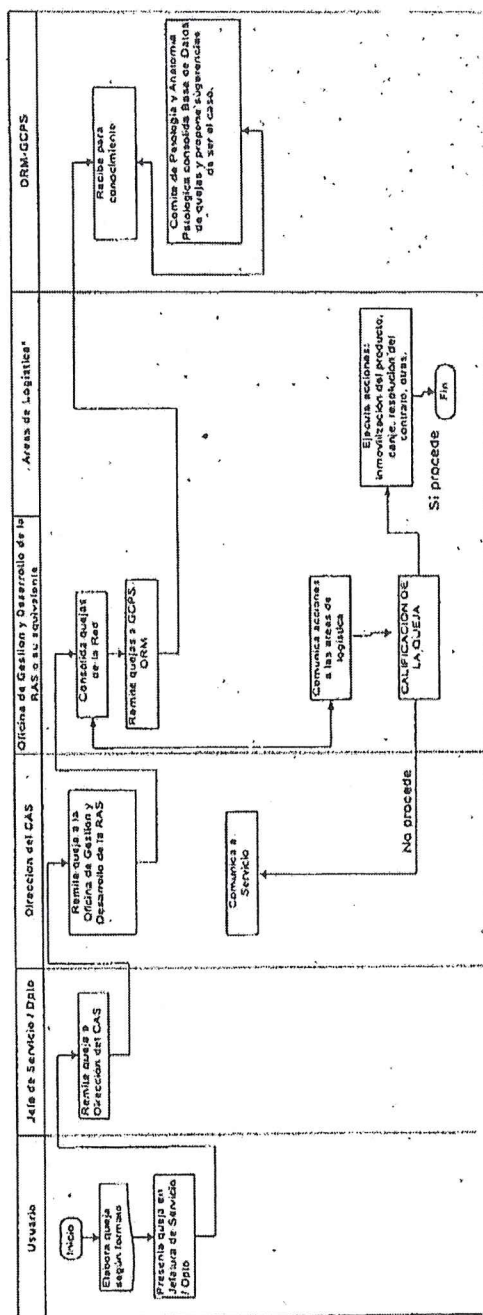 Usuario
Inicio
Elabora queja
según formato
Presenta queja en
Jefatura de Servicio
/ Dpto
Jefe de Servicio / Dpto
Remite queja a
Dirección del CAS
Direccion del CAS
Remite queja a la
Oficina de Gestion y
Desarrollo de la RAS
Comunica a
Servicio
No procede
Oficina de Gestion y Desarrollo de la
RAS o su equivalente
Consolida quejas
de la Red
Remite quejas a GCPS-
DRM
Comunica acciones
a las areas de
logistica
CALIFICACION DE
LA QUEJA
"Areas de Logistica"
Ejecuta acciones:
inmovilización del producto,
canje, resolucion del
contrato, otras.
Si procede
Fin
DRM-GCPS
Recibe para
conocimiento
Comite de Patologia y Anatomia
Patologica consolida Base de Datos
de quejas y propone sugerencias
de ser el caso.